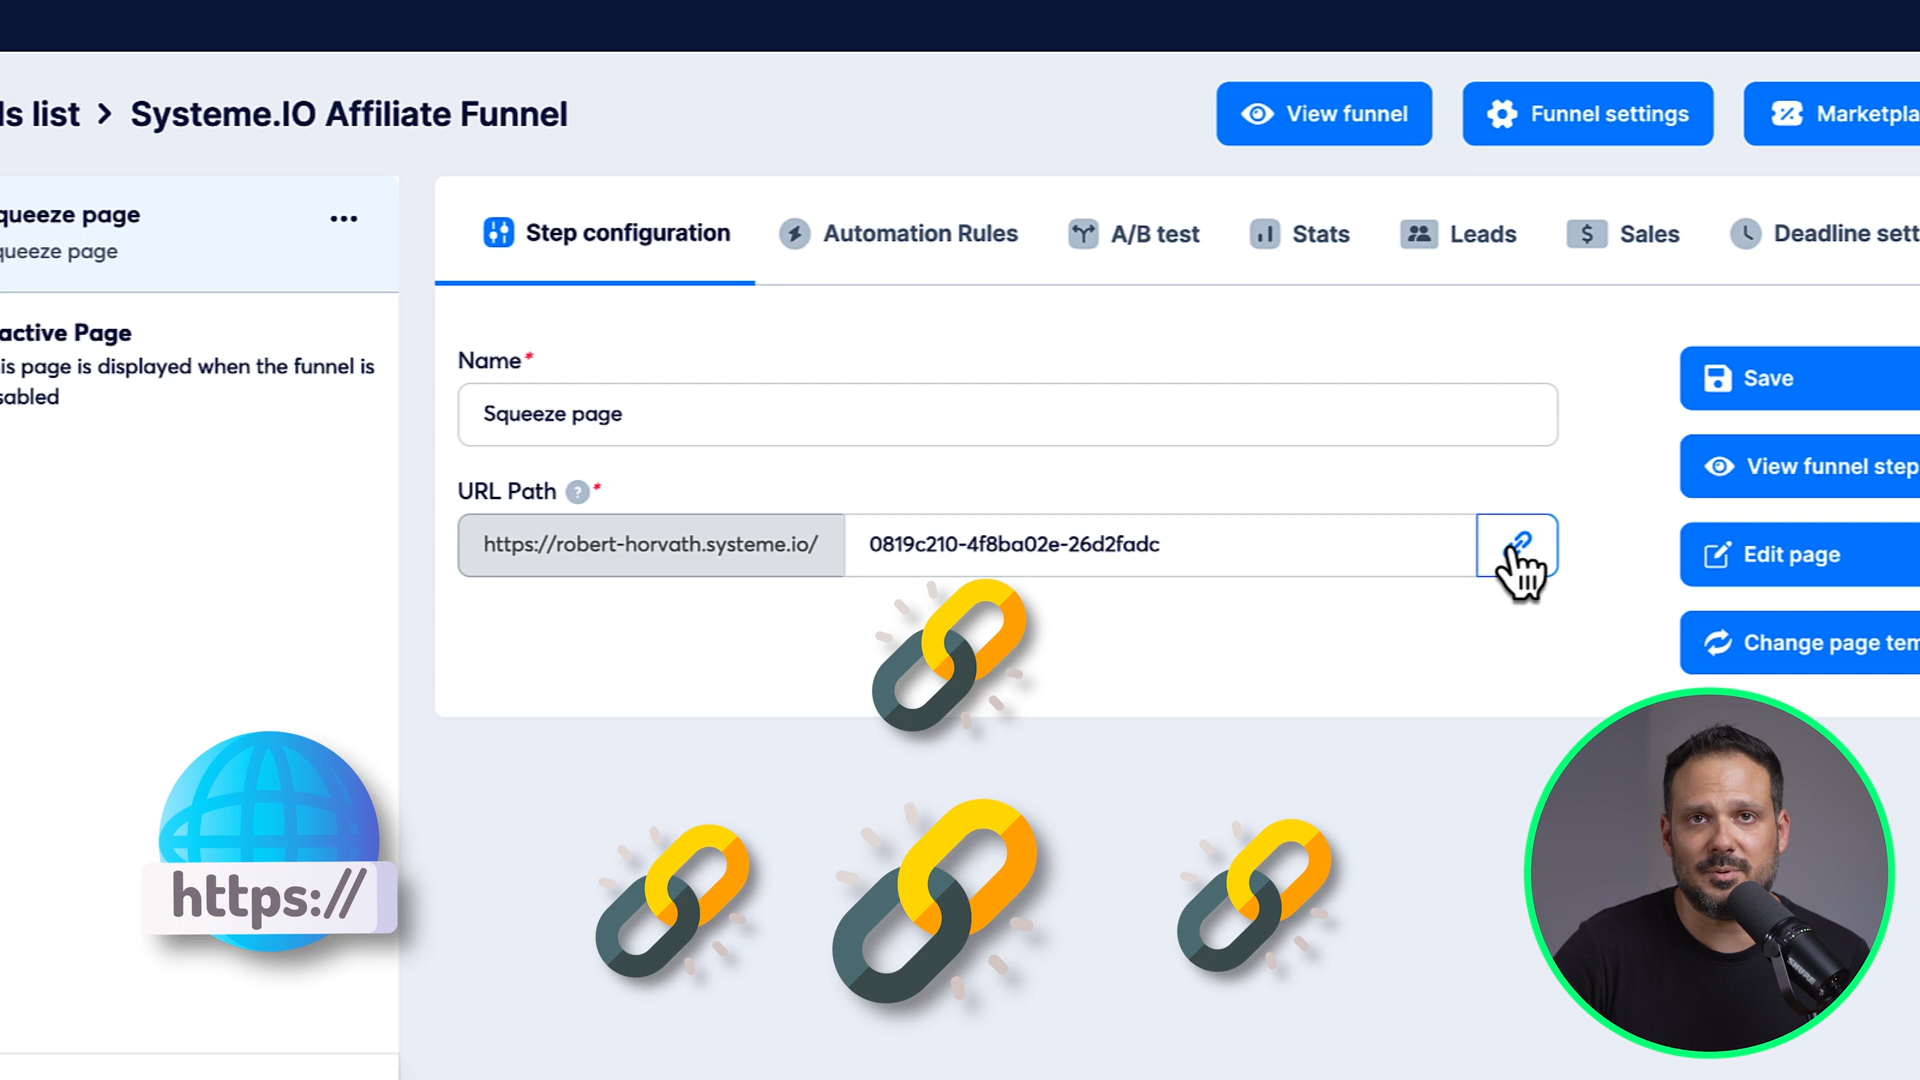 ls list > Systeme.IO Affiliate Funnel
View funnel
Funnel settings
Marketpla
queeze page
queeze page
active Page
is page is displayed when the funnel is
sabled
Step configuration
Automation Rules
A/B test
Stats
Leads
Sales
Deadline sett
Name*
Squeeze page
URL Path ? *
https://robert-horvath.systeme.io/
0819c210-4f8ba02e-26d2fadc
Save
View funnel step
Edit page
Change page tem
https://
SHURE